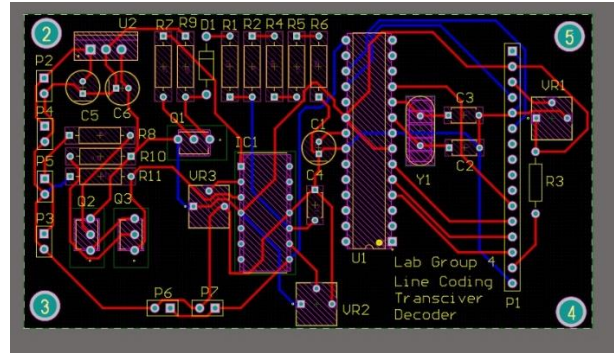 2
U2
R7 R9 D1 R1 R2 R4 R5 R6
5
P2
VR1
C5 C6
C3
P4
Q1
C1
R8
IC1
R10
Y1 C2
P5
R11
VR3
C4
R3
Q2 Q3
P3
U1
Lab Group 4
Line Coding
Transciver
Decoder
P1
3
P6 P7
VR2
4